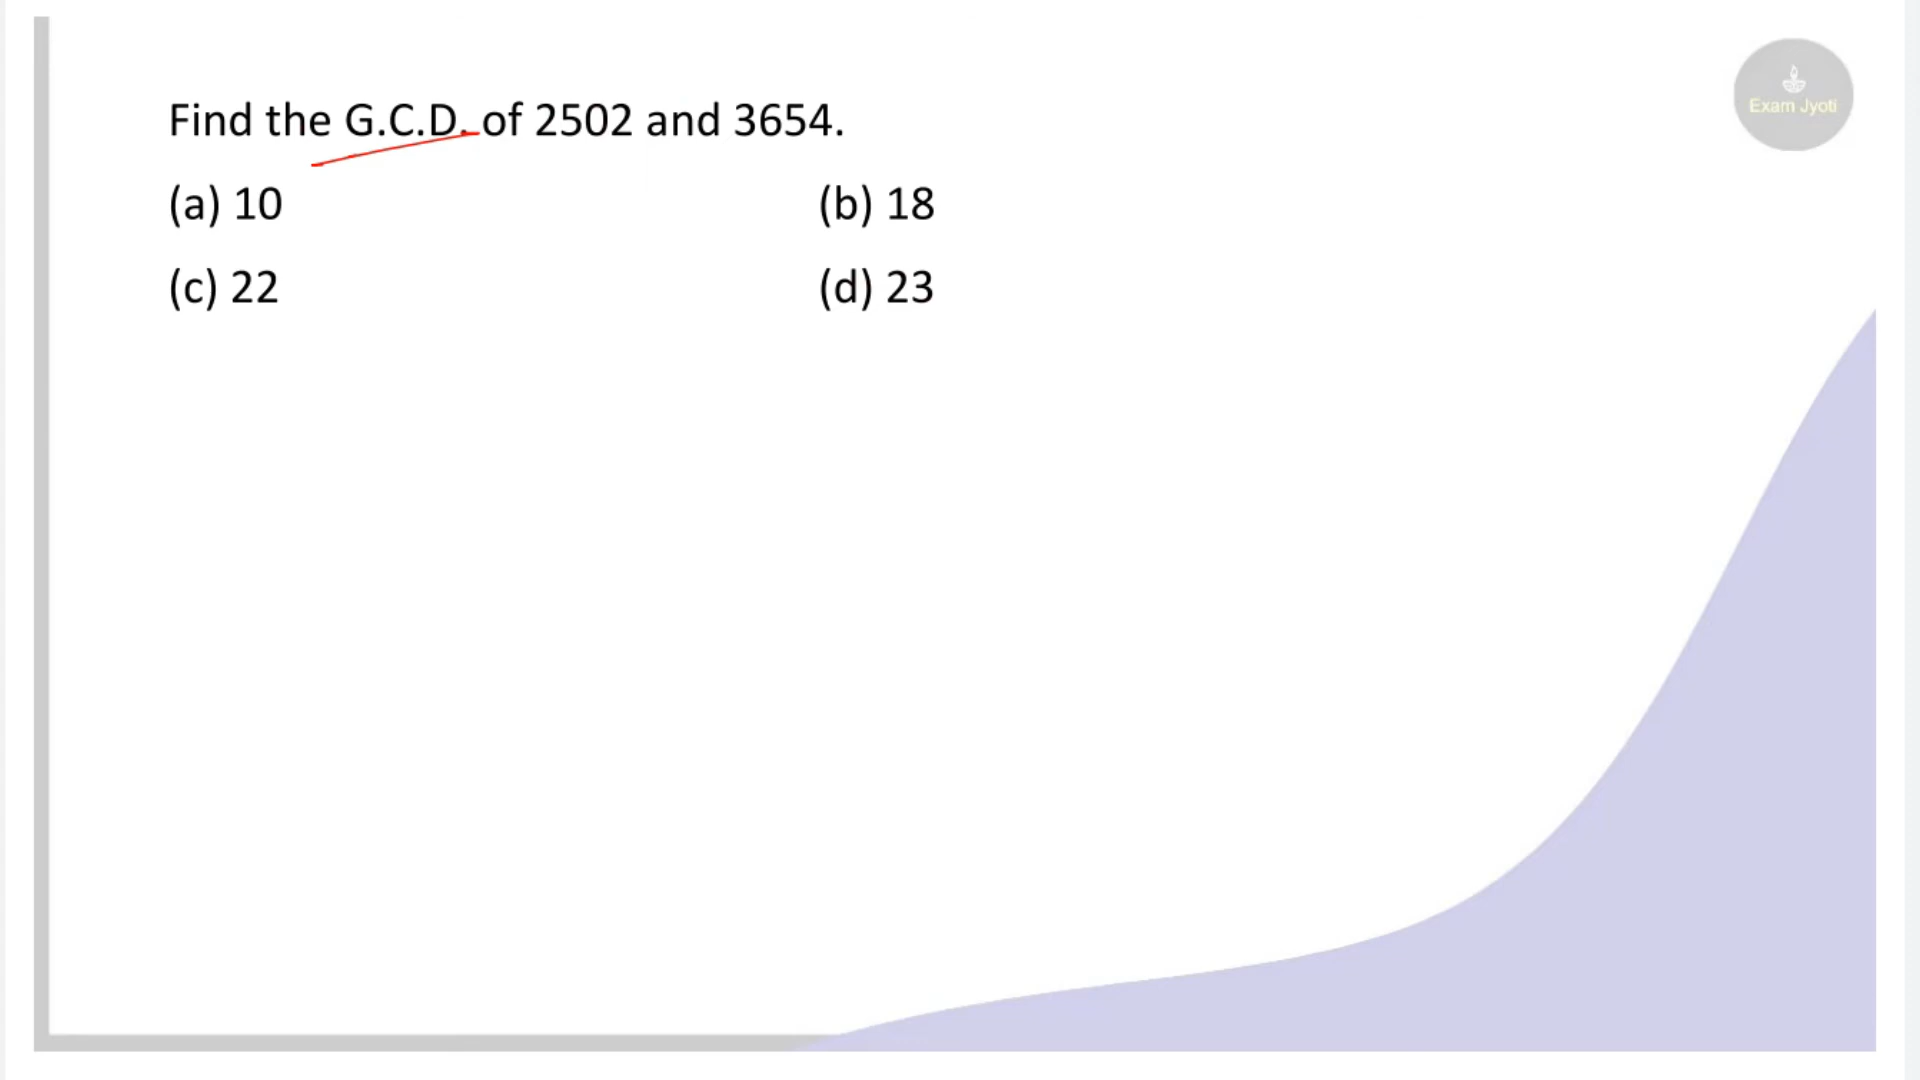 Exam Jyoti
Find the G.C.D. of 2502 and 3654.
(a) 10 (b) 18
(c) 22 (d) 23